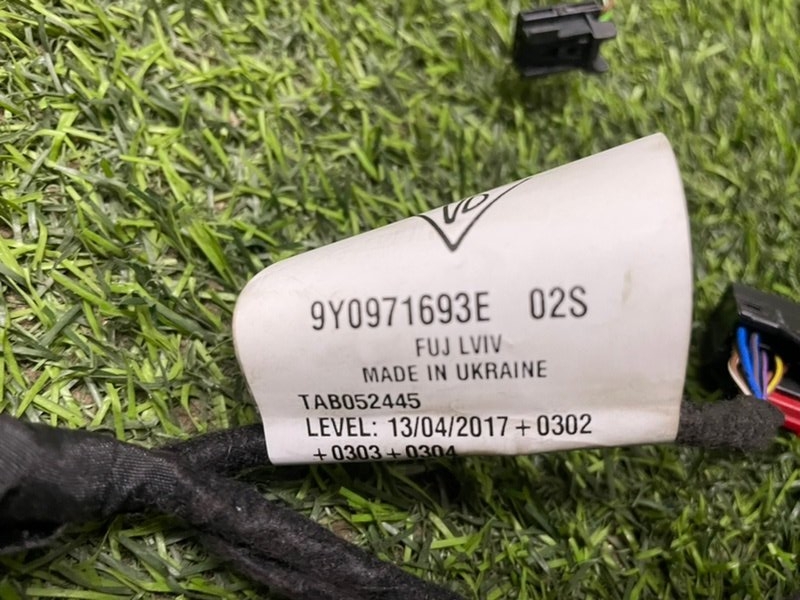 9Y0971693E 02S
FUJ LVIV
MADE IN UKRAINE
TAB052445
LEVEL: 13/04/2017+0302
+0303+0304